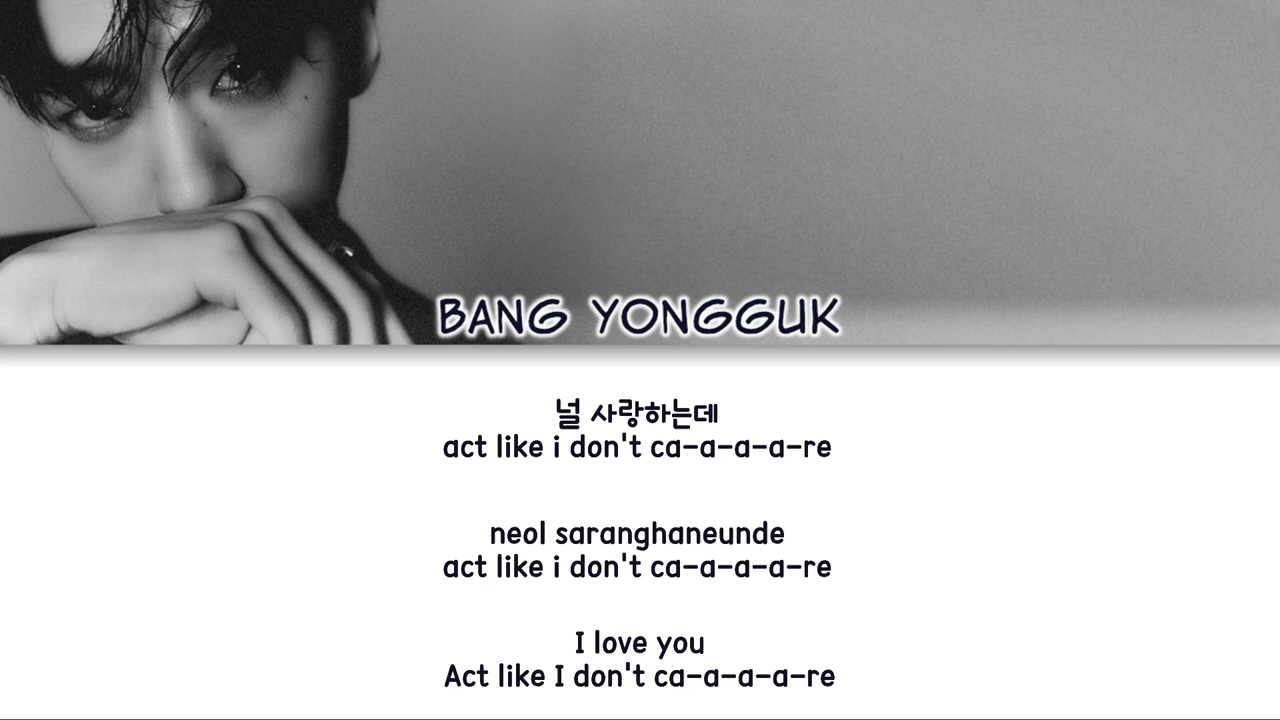 BANG YONGGUK
널 사랑하는데
act like i don't ca-a-a-a-re
neol saranghaneunde
act like i don't ca-a-a-a-re
I love you
Act like I don't ca-a-a-a-re